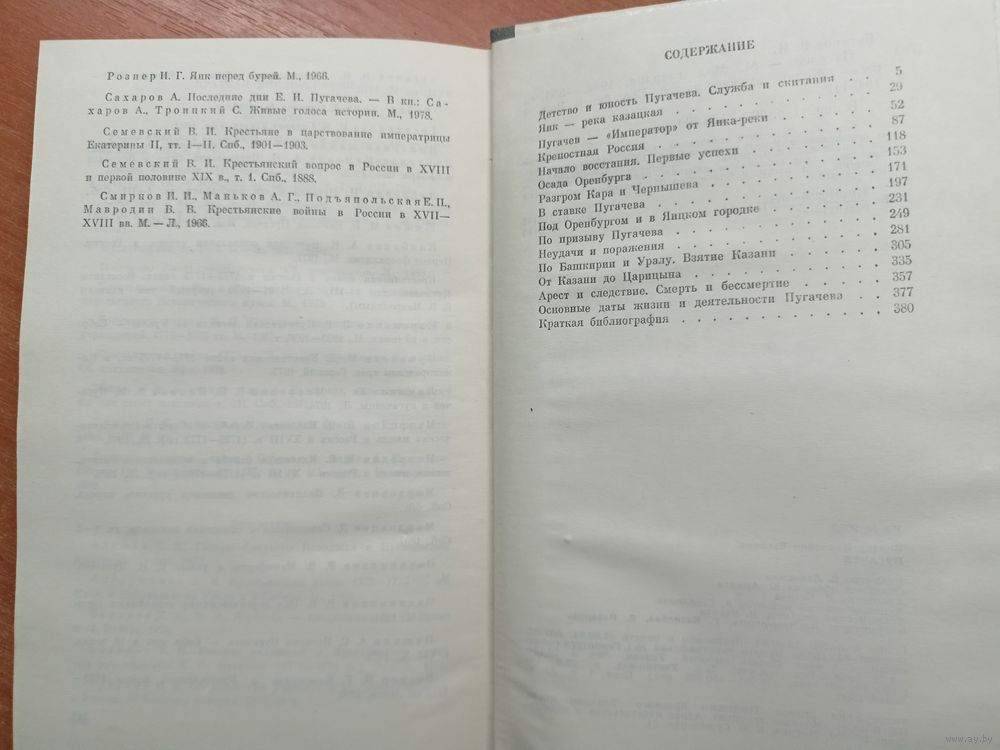 Рознер И. Г. Яик перед бурей. М., 1966.
Сахаров А. Последние дни Е. И. Пугачева. — В кн.: Са-
харов А., Троицкий С. Живые голоса истории. М., 1978.
Семевский В. И. Крестьяне в царствование императрицы
Екатерины II, тт. I—II. Спб., 1901—1903.
Семевский В. И. Крестьянский вопрос в России в XVIII
и первой половине XIX в., т. 1. Спб., 1888.
Смирнов И. И., Маньков А. Г., Подъяпольская Е. П.,
Мавродин В. В. Крестьянские войны в России в XVII—
XVIII вв. М. — Л., 1966.
СОДЕРЖАНИЕ
Детство и юность Пугачева. Служба и скитания . . 5
Яик — река казацкая . . . . . . . . 29
Пугачев — «Император» от Яика-реки . . . . . 52
Крепостная Россия . . . . . . . . . 87
Начало восстания. Первые успехи . . . . . . 118
Осада Оренбурга . . . . . . . . . 153
Разгром Кара и Чернышева . . . . . . . 171
В ставке Пугачева . . . . . . . . . 197
Под Оренбургом и в Яицком городке . . . . . 231
По призыву Пугачева . . . . . . . . 249
Неудачи и поражения . . . . . . . . 281
По Башкирии и Уралу. Взятие Казани . . . . . 305
От Казани до Царицына . . . . . . . 335
Арест и следствие. Смерть и бессмертие . . . . 357
Основные даты жизни и деятельности Пугачева . . 377
Краткая библиография . . . . . . . . 380
www.ay.by